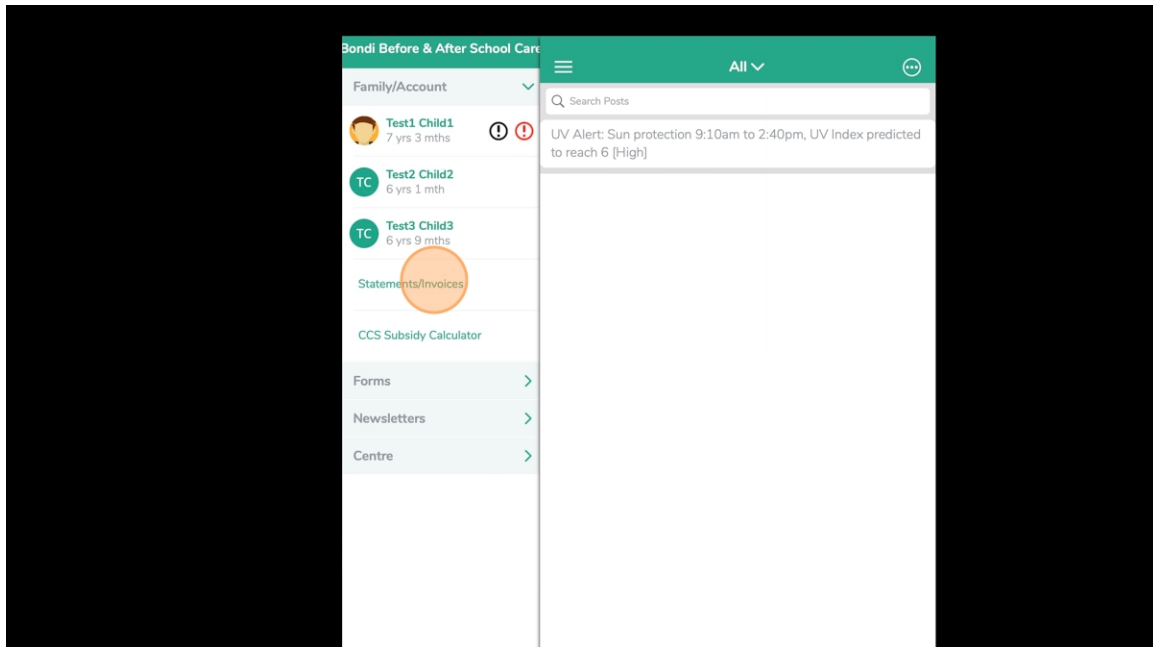 Bondi Before & After School Care
Family/Account
Test1 Child1
7 yrs 3 mths
TC
Test2 Child2
6 yrs 1 mth
TC
Test3 Child3
6 yrs 9 mths
Statements/Invoices
CCS Subsidy Calculator
Forms
Newsletters
Centre
All
Search Posts
UV Alert: Sun protection 9:10am to 2:40pm, UV Index predicted
to reach 6 [High]